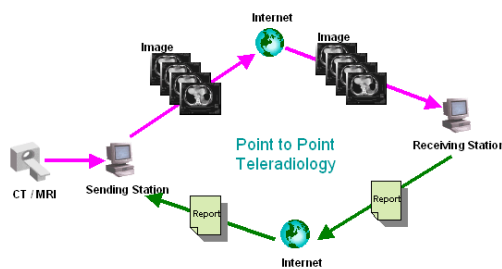 Internet
Image
Image
Point to Point
Teleradiology
Receiving Station
CT / MRI
Sending Station
Report
Report
Internet